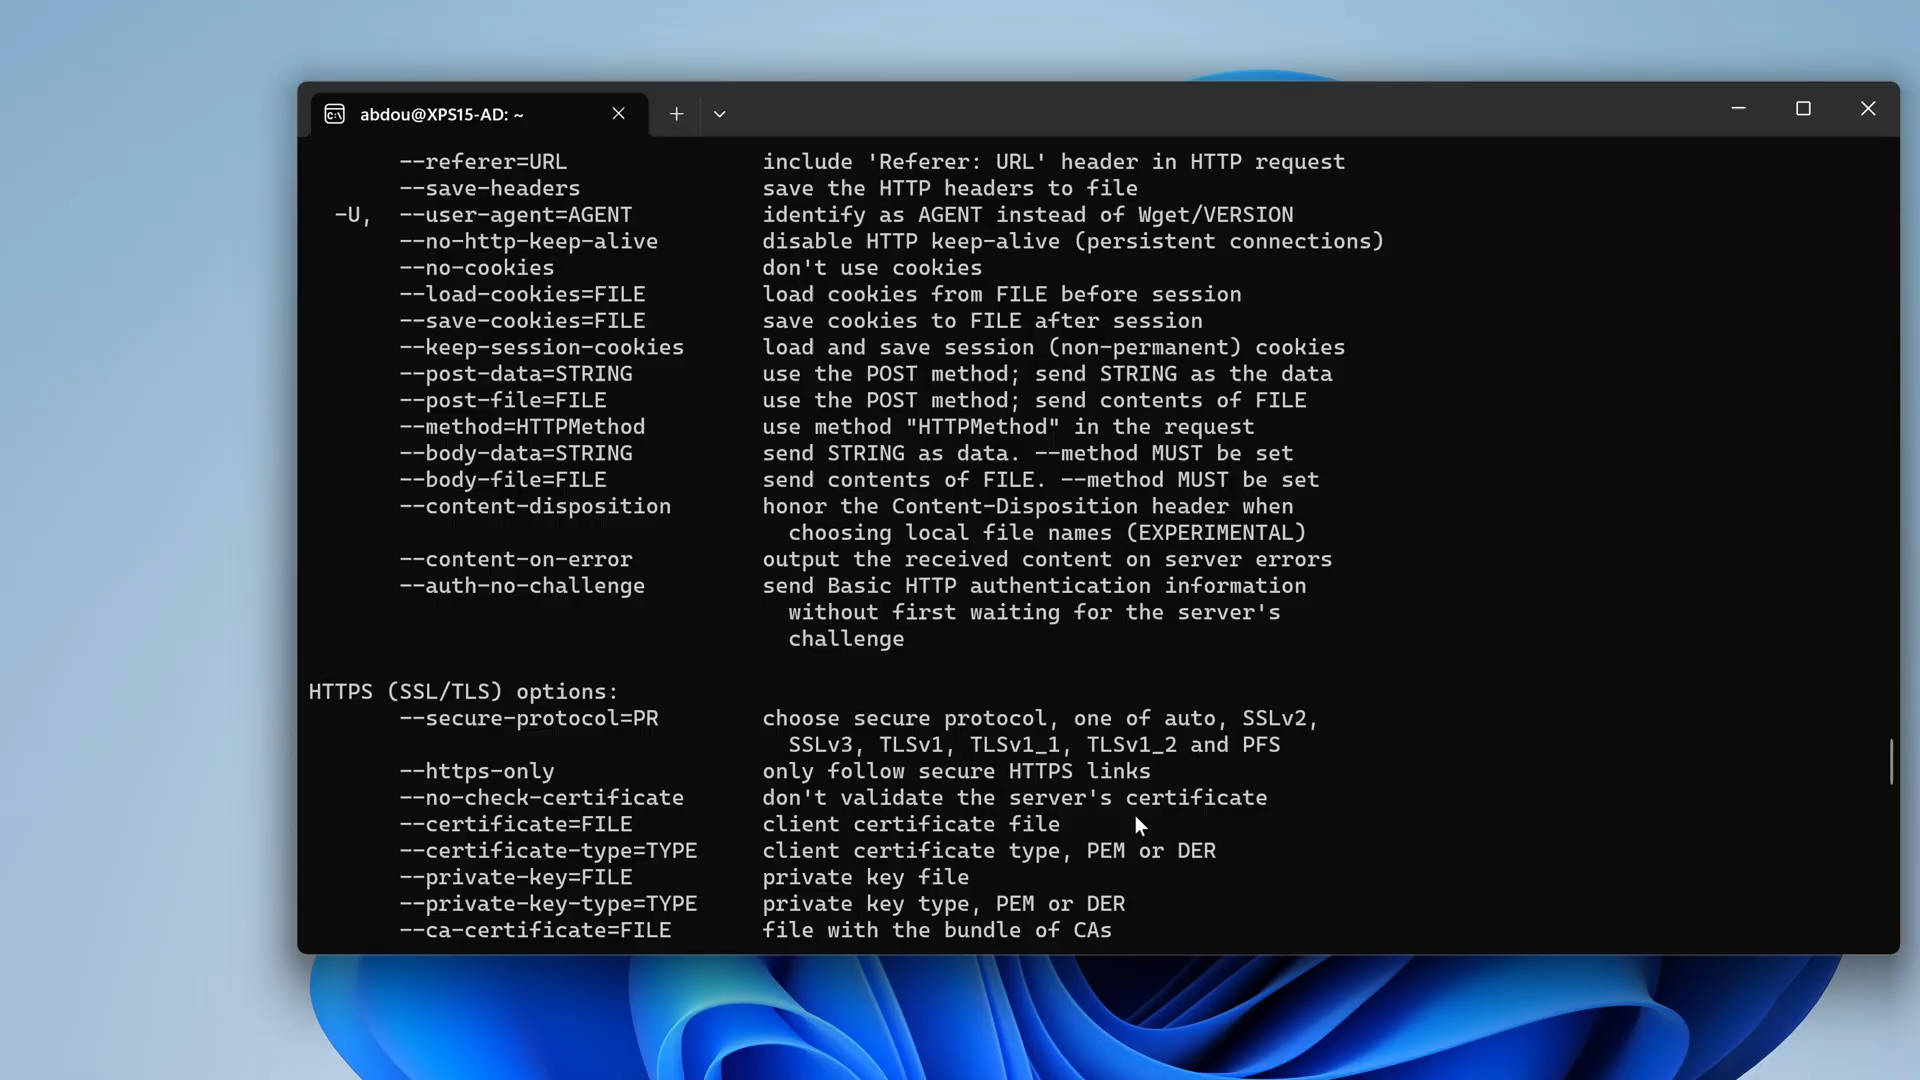 abdou@XPS15-AD: ~
--referer=URL include 'Referer: URL' header in HTTP request
--save-headers save the HTTP headers to file
-U, --user-agent=AGENT identify as AGENT instead of Wget/VERSION
--no-http-keep-alive disable HTTP keep-alive (persistent connections)
--no-cookies don't use cookies
--load-cookies=FILE load cookies from FILE before session
--save-cookies=FILE save cookies to FILE after session
--keep-session-cookies load and save session (non-permanent) cookies
--post-data=STRING use the POST method; send STRING as the data
--post-file=FILE use the POST method; send contents of FILE
--method=HTTPMethod use method "HTTPMethod" in the request
--body-data=STRING send STRING as data. --method MUST be set
--body-file=FILE send contents of FILE. --method MUST be set
--content-disposition honor the Content-Disposition header when
choosing local file names (EXPERIMENTAL)
--content-on-error output the received content on server errors
--auth-no-challenge send Basic HTTP authentication information
without first waiting for the server's
challenge
HTTPS (SSL/TLS) options:
--secure-protocol=PR choose secure protocol, one of auto, SSLv2,
SSLv3, TLSv1, TLSv1_1, TLSv1_2 and PFS
--https-only only follow secure HTTPS links
--no-check-certificate don't validate the server's certificate
--certificate=FILE client certificate file
--certificate-type=TYPE client certificate type, PEM or DER
--private-key=FILE private key file
--private-key-type=TYPE private key type, PEM or DER
--ca-certificate=FILE file with the bundle of CAs